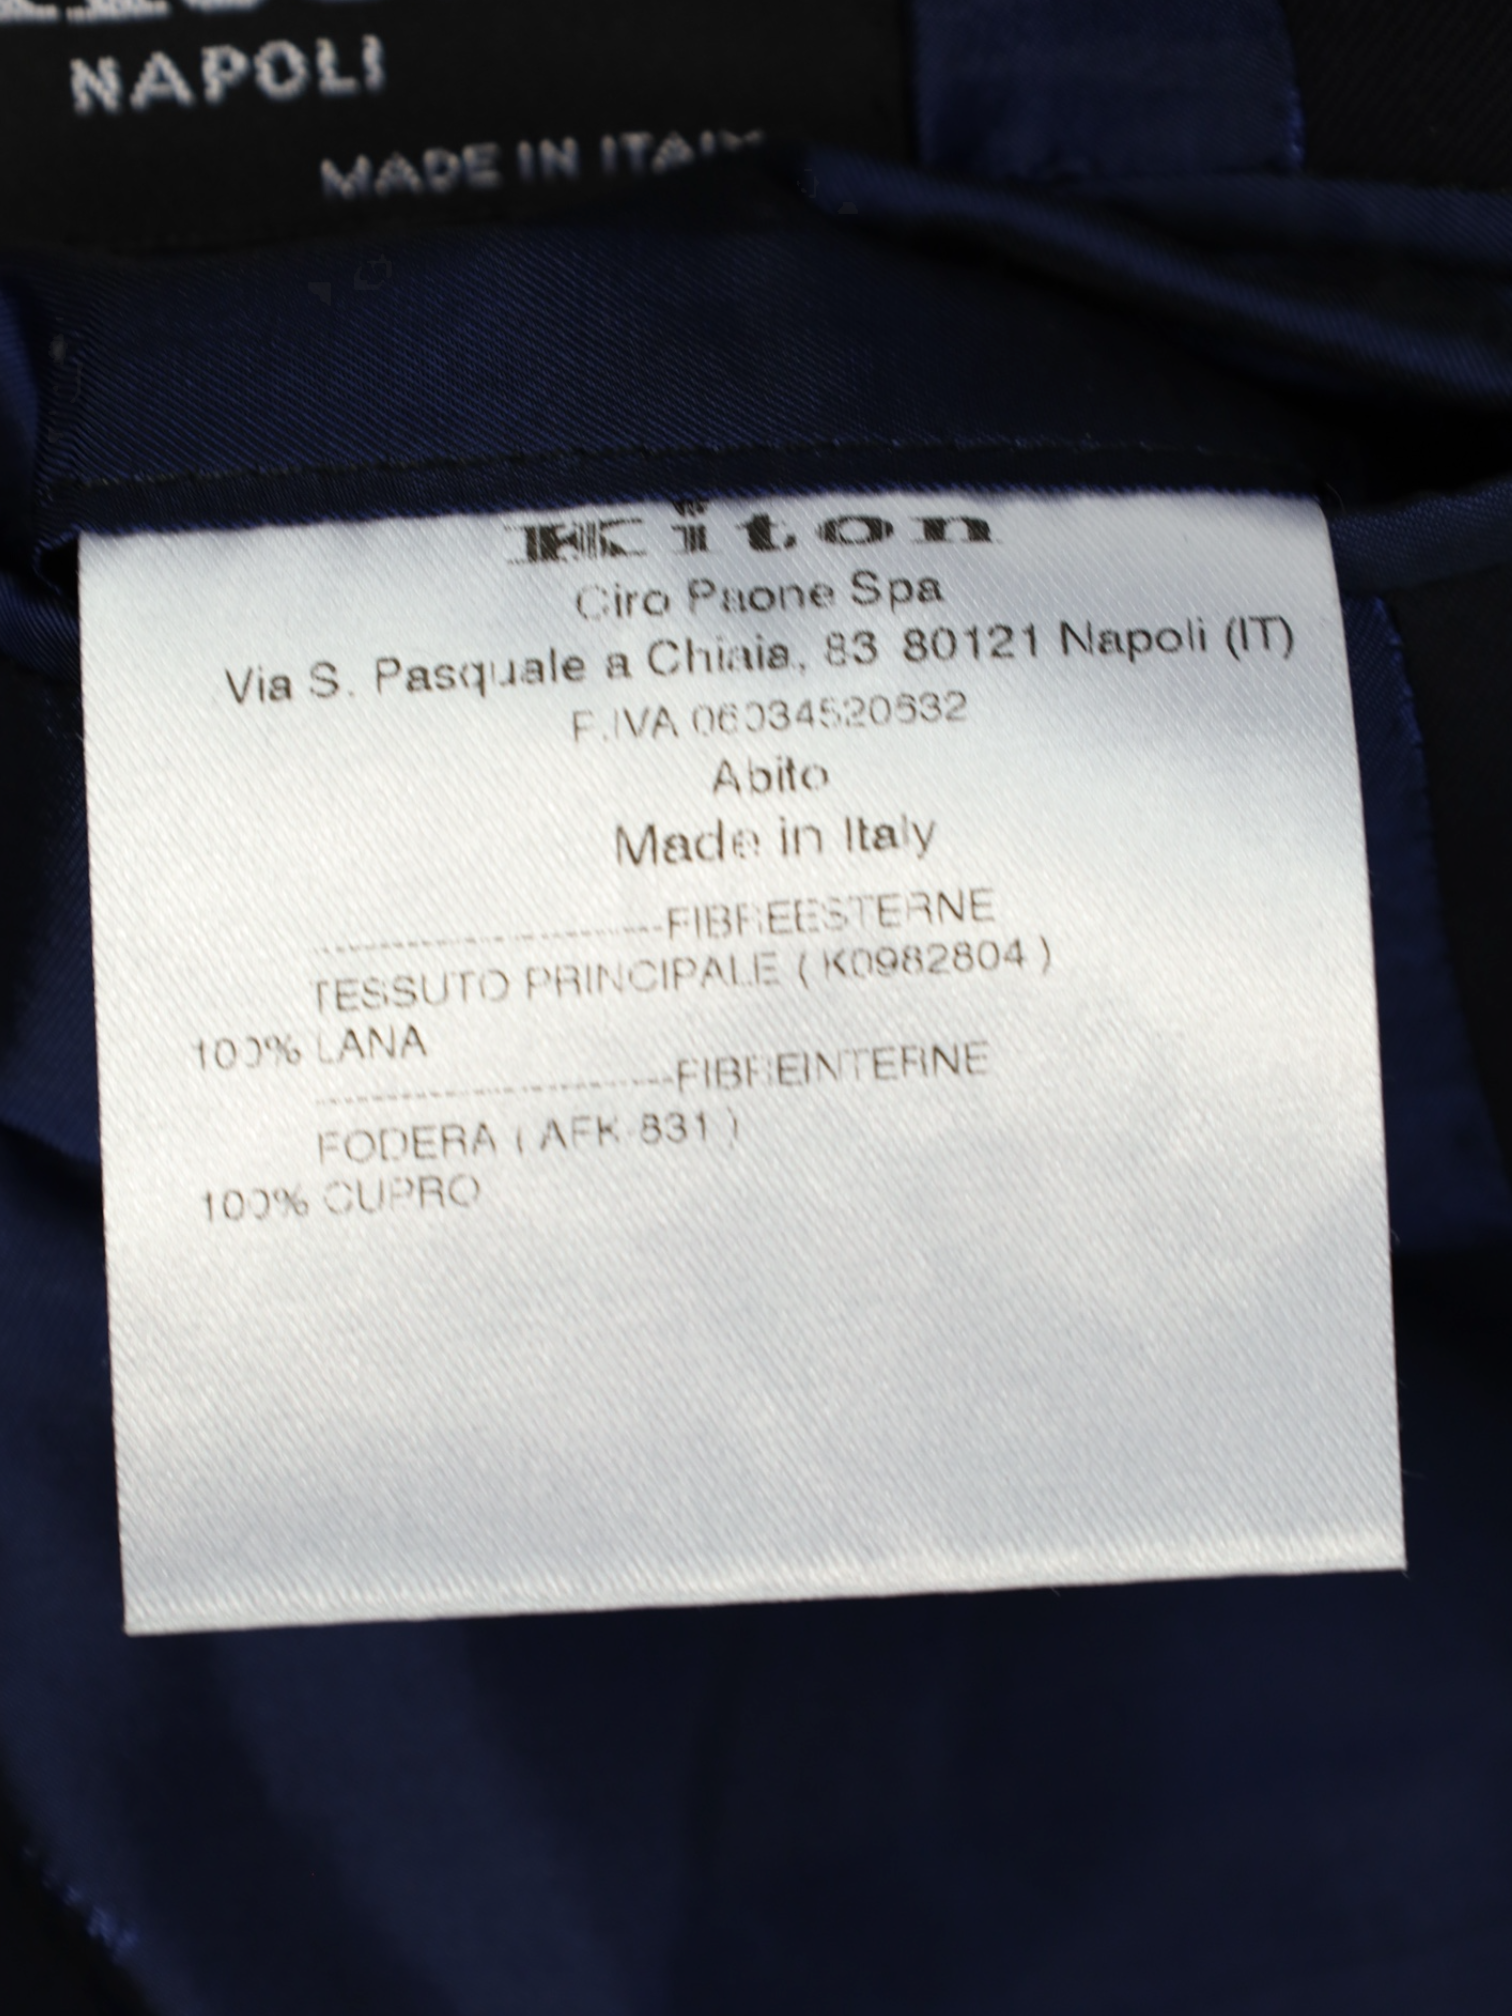 NAPOLI
MADE IN ITALY
Kiton
Ciro Paone Spa
Via S. Pasquale a Chiaia, 83 80121 Napoli (IT)
P.IVA 06034520632
Abito
Made in Italy
-------------------------FIBREESTERNE
TESSUTO PRINCIPALE ( K0982804 )
100% LANA
-------------------------FIBREINTERNE
FODERA ( AFK 831 )
100% CUPRO